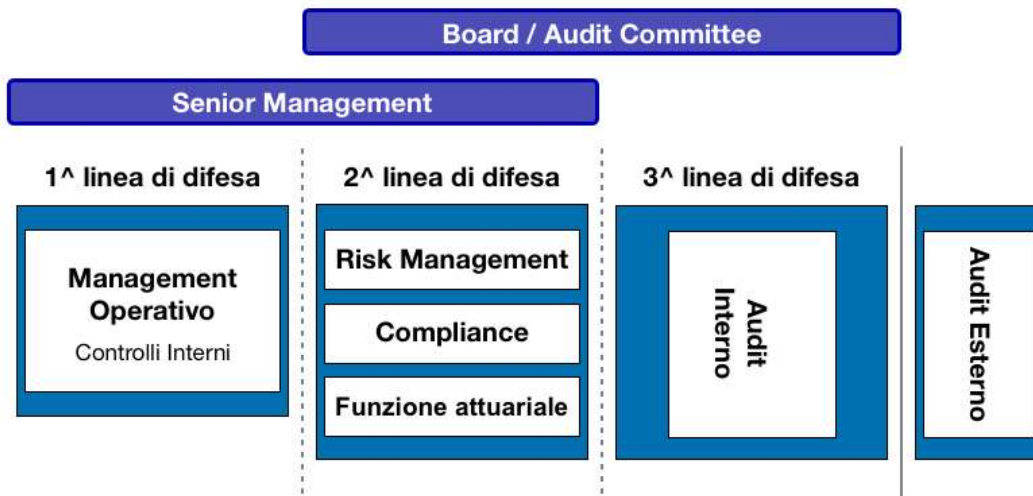 Board / Audit Committee
Senior Management
1^ linea di difesa
2^ linea di difesa
3^ linea di difesa
Management
Operativo
Controlli Interni
Risk Management
Compliance
Funzione attuariale
Audit
Interno
Audit Esterno